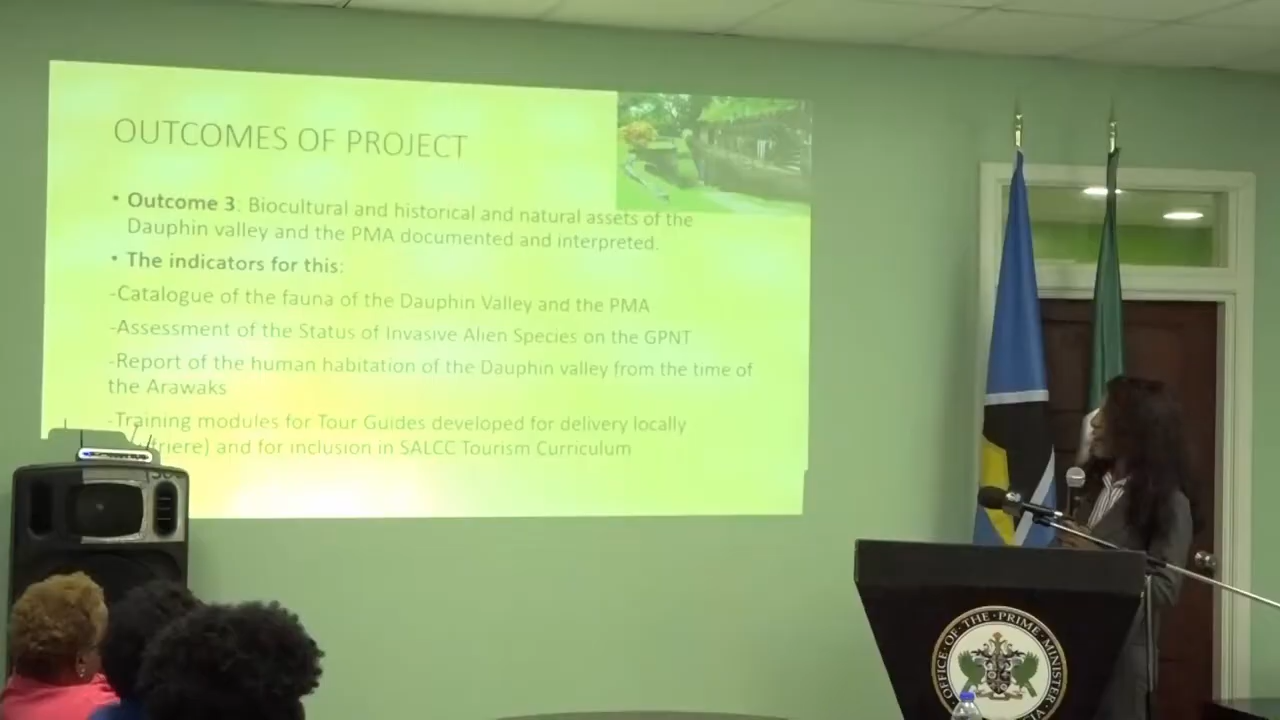 OUTCOMES OF PROJECT
• Outcome 3: Biocultural and historical and natural assets of the
Dauphin valley and the PMA documented and interpreted.
• The indicators for this:
-Catalogue of the fauna of the Dauphin Valley and the PMA
-Assessment of the Status of Invasive Alien Species on the GPNT
-Report of the human habitation of the Dauphin valley from the time of
the Arawaks
-Training modules for Tour Guides developed for delivery locally
and for inclusion in SALCC Tourism Curriculum
OFFICE OF THE PRIME MINISTER